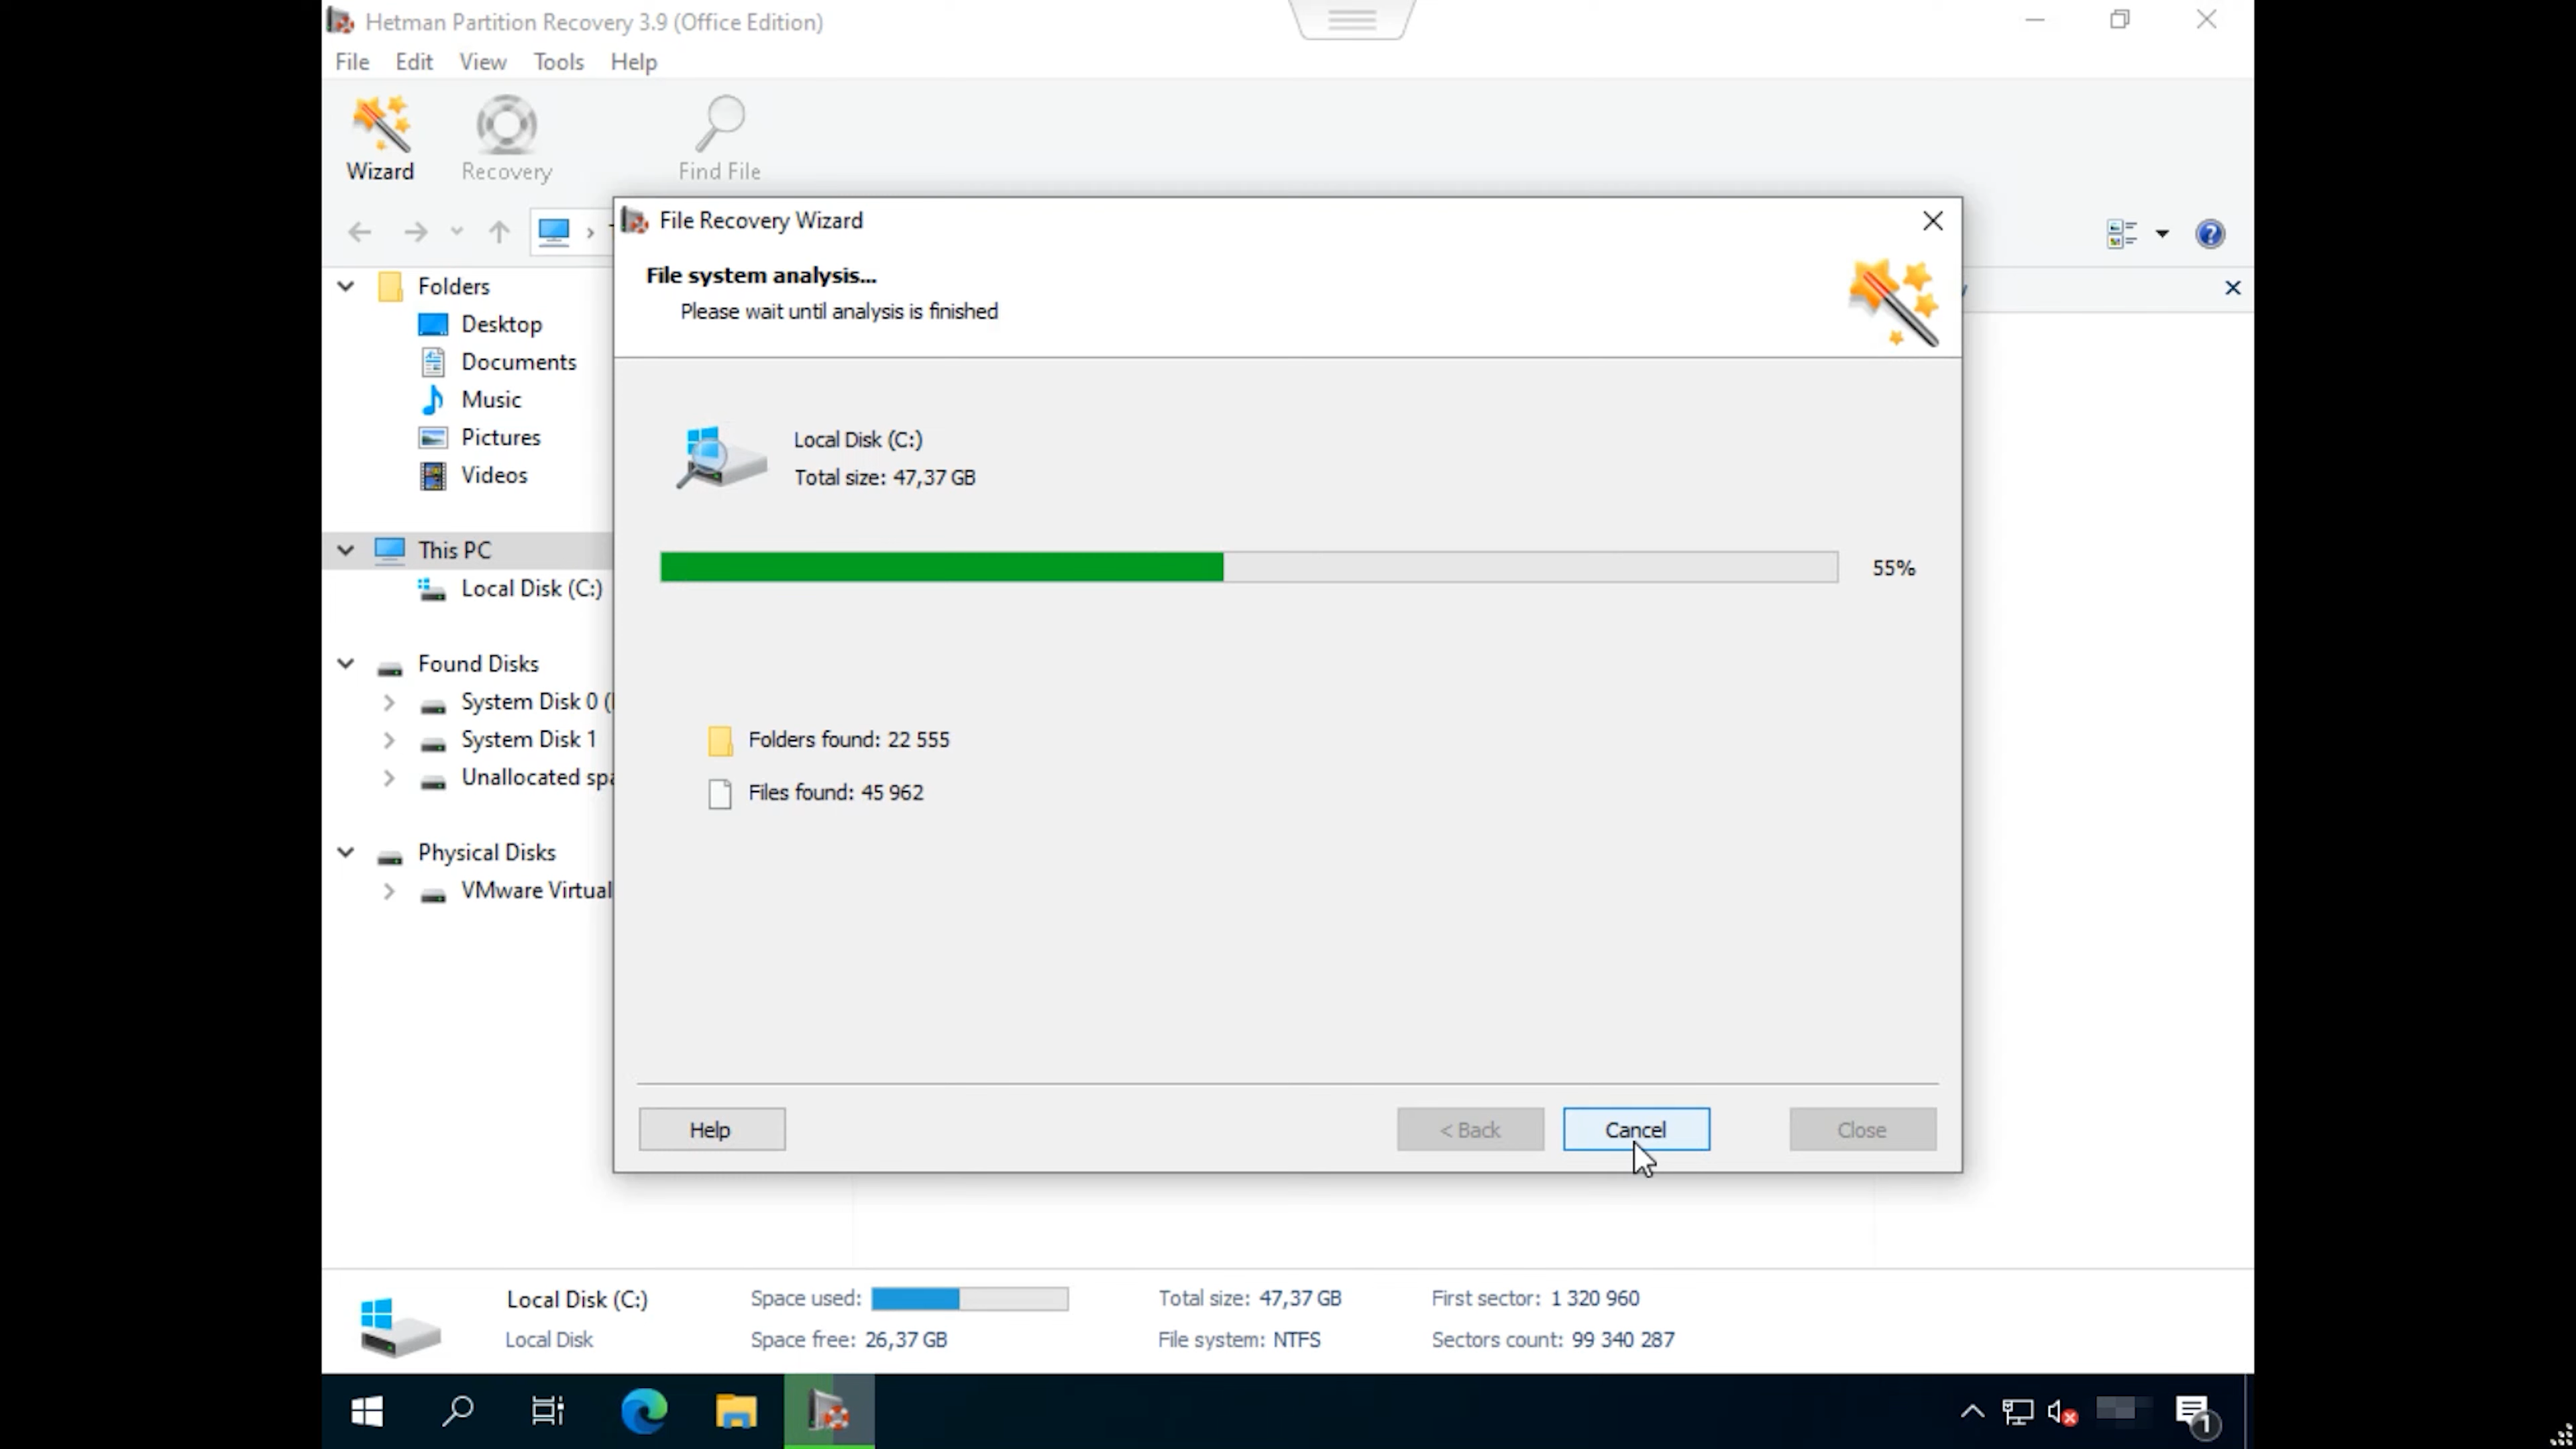 Hetman Partition Recovery 3.9 (Office Edition)
File Edit View Tools Help
Wizard Recovery Find File
File Recovery Wizard
File system analysis...
Please wait until analysis is finished
Folders
Desktop
Documents
Music
Pictures
Videos
This PC
Local Disk (C:)
Found Disks
System Disk 0
System Disk 1
Unallocated
Physical Disks
VMware Virtual
Local Disk (C:)
Total size: 47,37 GB
55%
Folders found: 22 555
Files found: 45 962
Help < Back Cancel Close
Local Disk (C:) Space used: Total size: 47,37 GB First sector: 1 320 960
Local Disk Space free: 26,37 GB File system: NTFS Sectors count: 99 340 287
1